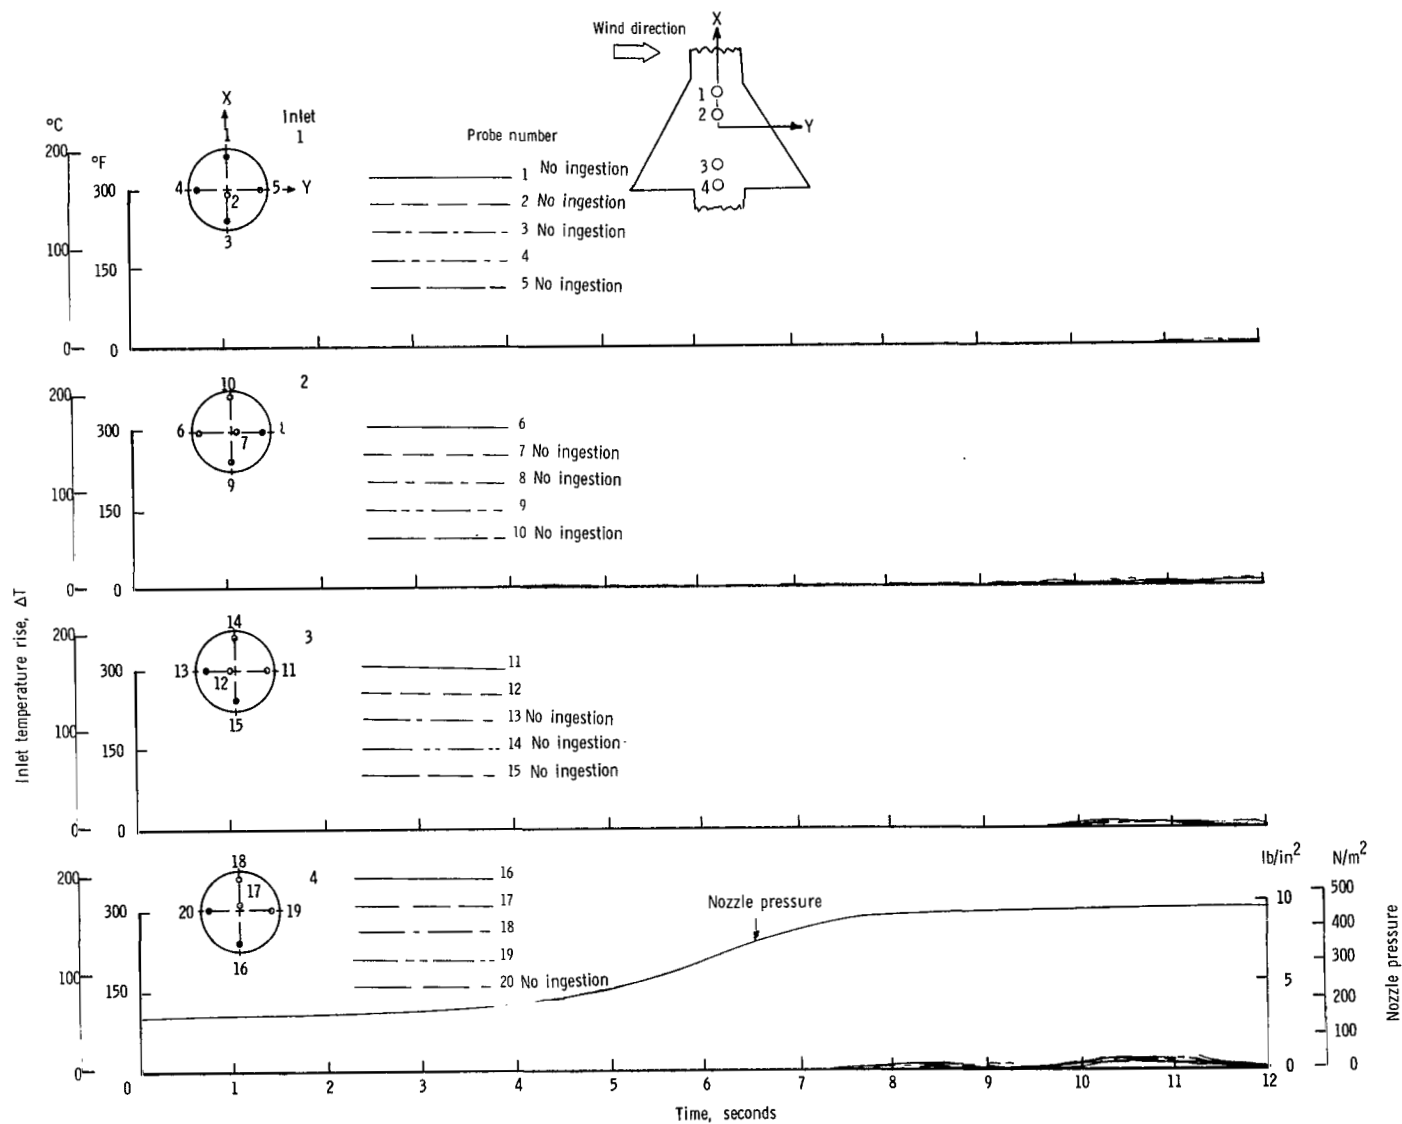 Wind direction
X
1
2
Y
3
4
X
Inlet
1
°C
°F
200
300
100
150
0
0
1
4
5
Y
2
3
Probe number
1 No ingestion
2 No ingestion
3 No ingestion
4
5 No ingestion
2
200
300
100
150
0
0
10
6
7
9
6
7 No ingestion
8 No ingestion
9
10 No ingestion
3
200
300
100
150
0
0
14
13
11
12
15
11
12
13 No ingestion
14 No ingestion
15 No ingestion
Inlet temperature rise, ΔT
4
200
300
100
150
0
18
17
20
19
16
16
17
18
19
20 No ingestion
Nozzle pressure
lb/in²
N/m²
10
5
0
500
400
300
200
100
0
Nozzle pressure
0 1 2 3 4 5 6 7 8 9 10 11 12
Time, seconds